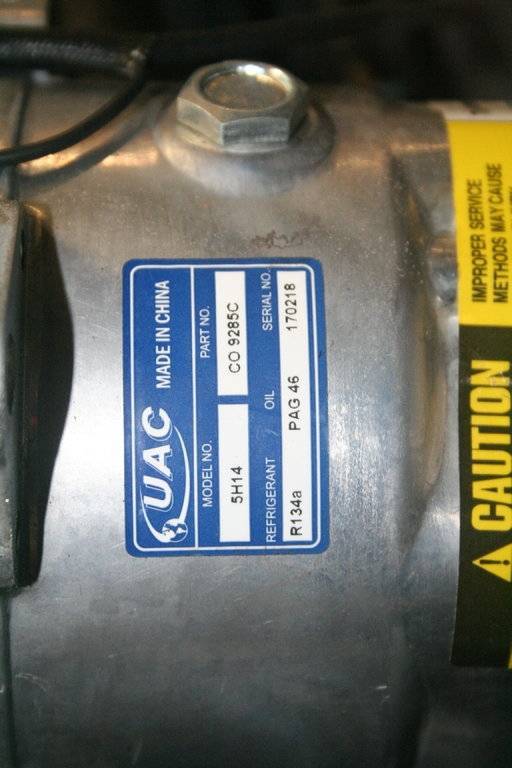 UAC MADE IN CHINA
MODEL NO. PART NO.
5H14 CO 9285C
REFRIGERANT OIL SERIAL NO.
R134a PAG 46 170218
IMPROPER SERVICE
METHODS MAY CAUSE
CAUTION